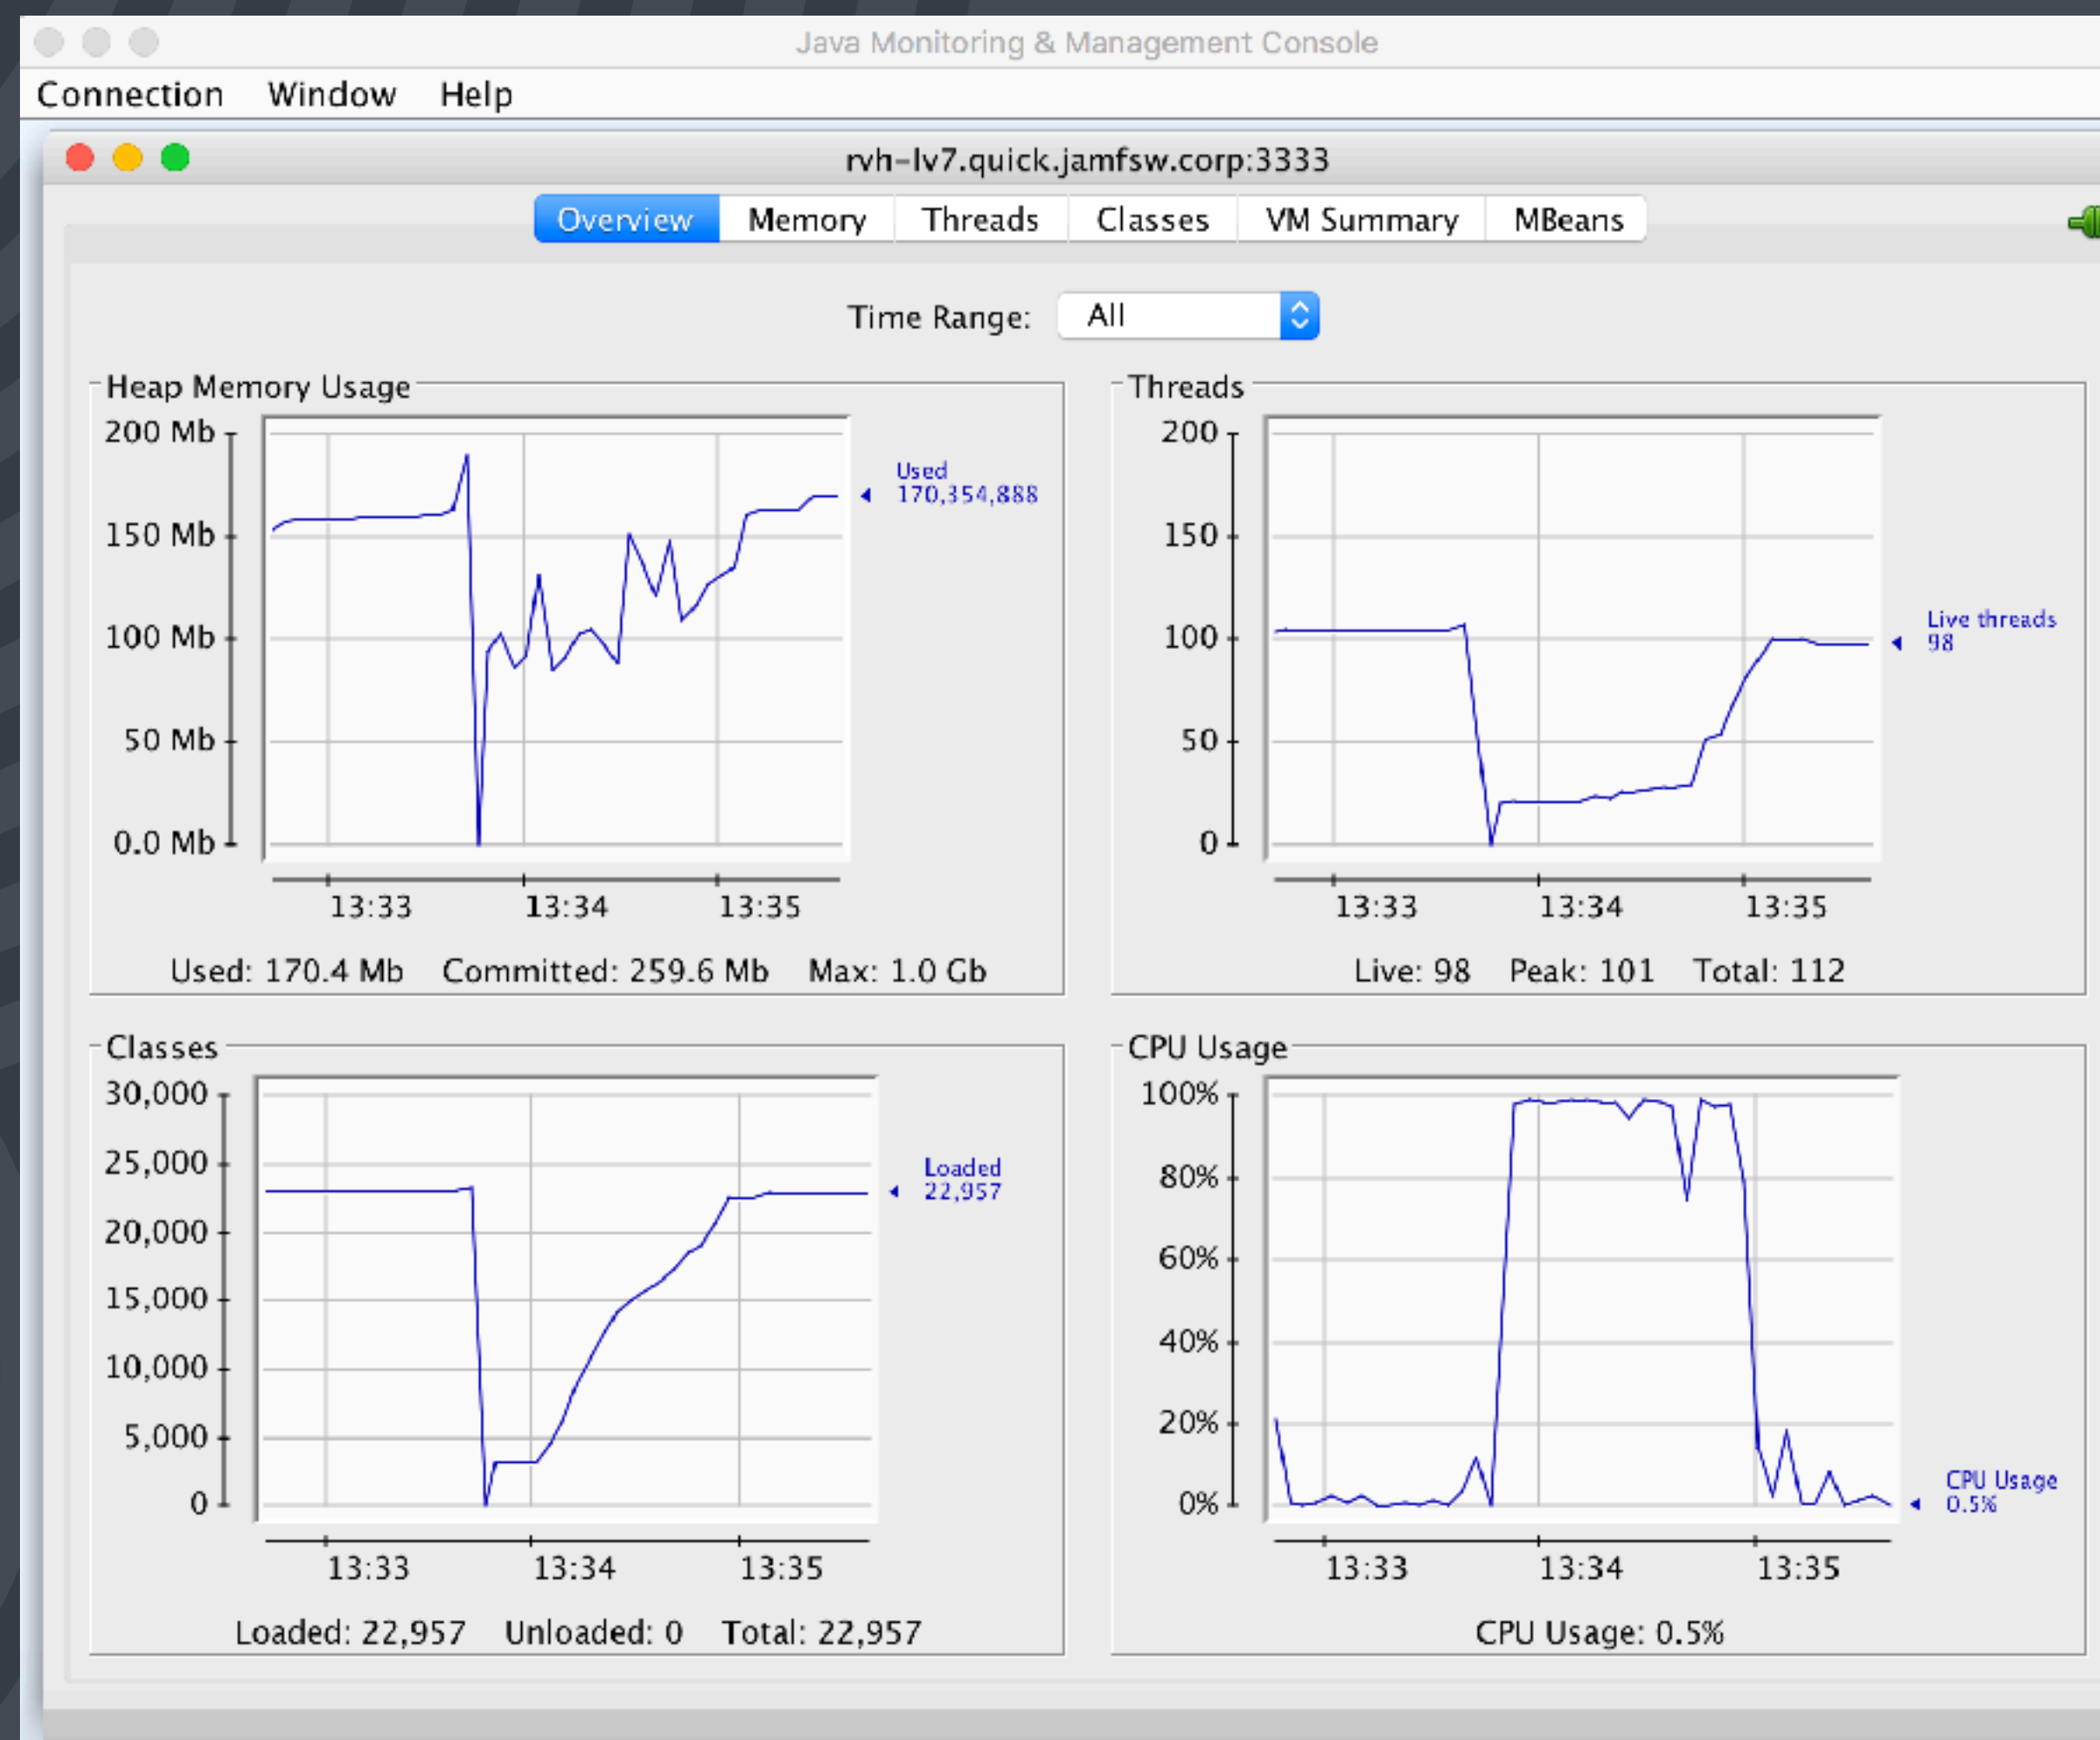 Java Monitoring & Management Console
Connection Window Help
rvh-lv7.quick.jamfsw.corp:3333
Overview Memory Threads Classes VM Summary MBeans
Time Range: All
Heap Memory Usage
200 Mb
150 Mb
100 Mb
50 Mb
0.0 Mb
Used
170,354,888
13:33 13:34 13:35
Used: 170.4 Mb Committed: 259.6 Mb Max: 1.0 Gb
Threads
200
150
100
50
0
Live threads
98
13:33 13:34 13:35
Live: 98 Peak: 101 Total: 112
Classes
30,000
25,000
20,000
15,000
10,000
5,000
0
Loaded
22,957
13:33 13:34 13:35
Loaded: 22,957 Unloaded: 0 Total: 22,957
CPU Usage
100%
80%
60%
40%
20%
0%
CPU Usage
0.5%
13:33 13:34 13:35
CPU Usage: 0.5%